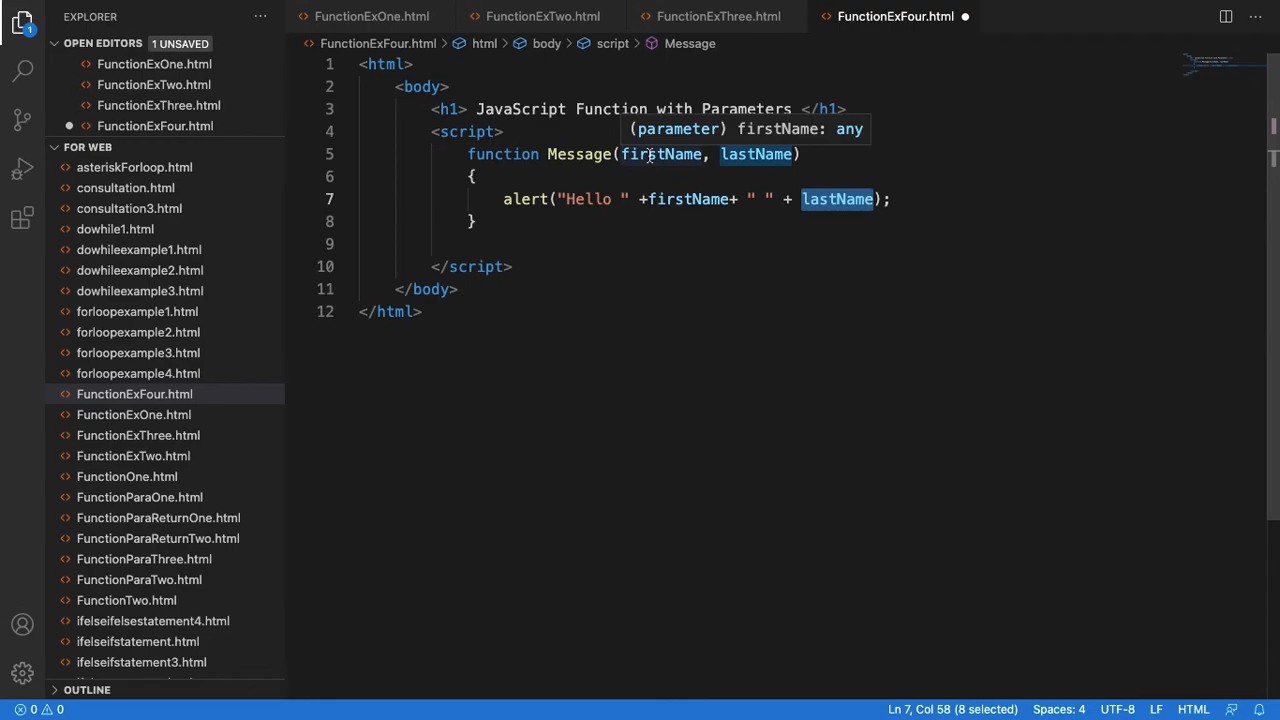 EXPLORER
FunctionExOne.html
FunctionExTwo.html
FunctionExThree.html
FunctionExFour.html
OPEN EDITORS
1 UNSAVED
FunctionExOne.html
FunctionExTwo.html
FunctionExThree.html
FunctionExFour.html
FOR WEB
asteriskForloop.html
consultation.html
consultation3.html
dowhile1.html
dowhileexample1.html
dowhileexample2.html
dowhileexample3.html
forloopexample1.html
forloopexample2.html
forloopexample3.html
forloopexample4.html
FunctionExFour.html
FunctionExOne.html
FunctionExThree.html
FunctionExTwo.html
FunctionOne.html
FunctionParaOne.html
FunctionParaReturnOne.html
FunctionParaReturnTwo.html
FunctionParaThree.html
FunctionParaTwo.html
FunctionTwo.html
ifelseifelsestatement4.html
ifelseifstatement.html
ifelseifstatement3.html
OUTLINE
1
FunctionExFour.html > html > body > script > Message
1 <html>
2 <body>
3 <h1> JavaScript Function with Parameters </h1>
4 <script>
(parameter) firstName: any
5 function Message(firstName, lastName)
6 {
7 alert("Hello " +firstName+ " " + lastName);
8 }
9
10 </script>
11 </body>
12 </html>
0 0
Ln 7, Col 58 (8 selected)
Spaces: 4
UTF-8
LF
HTML